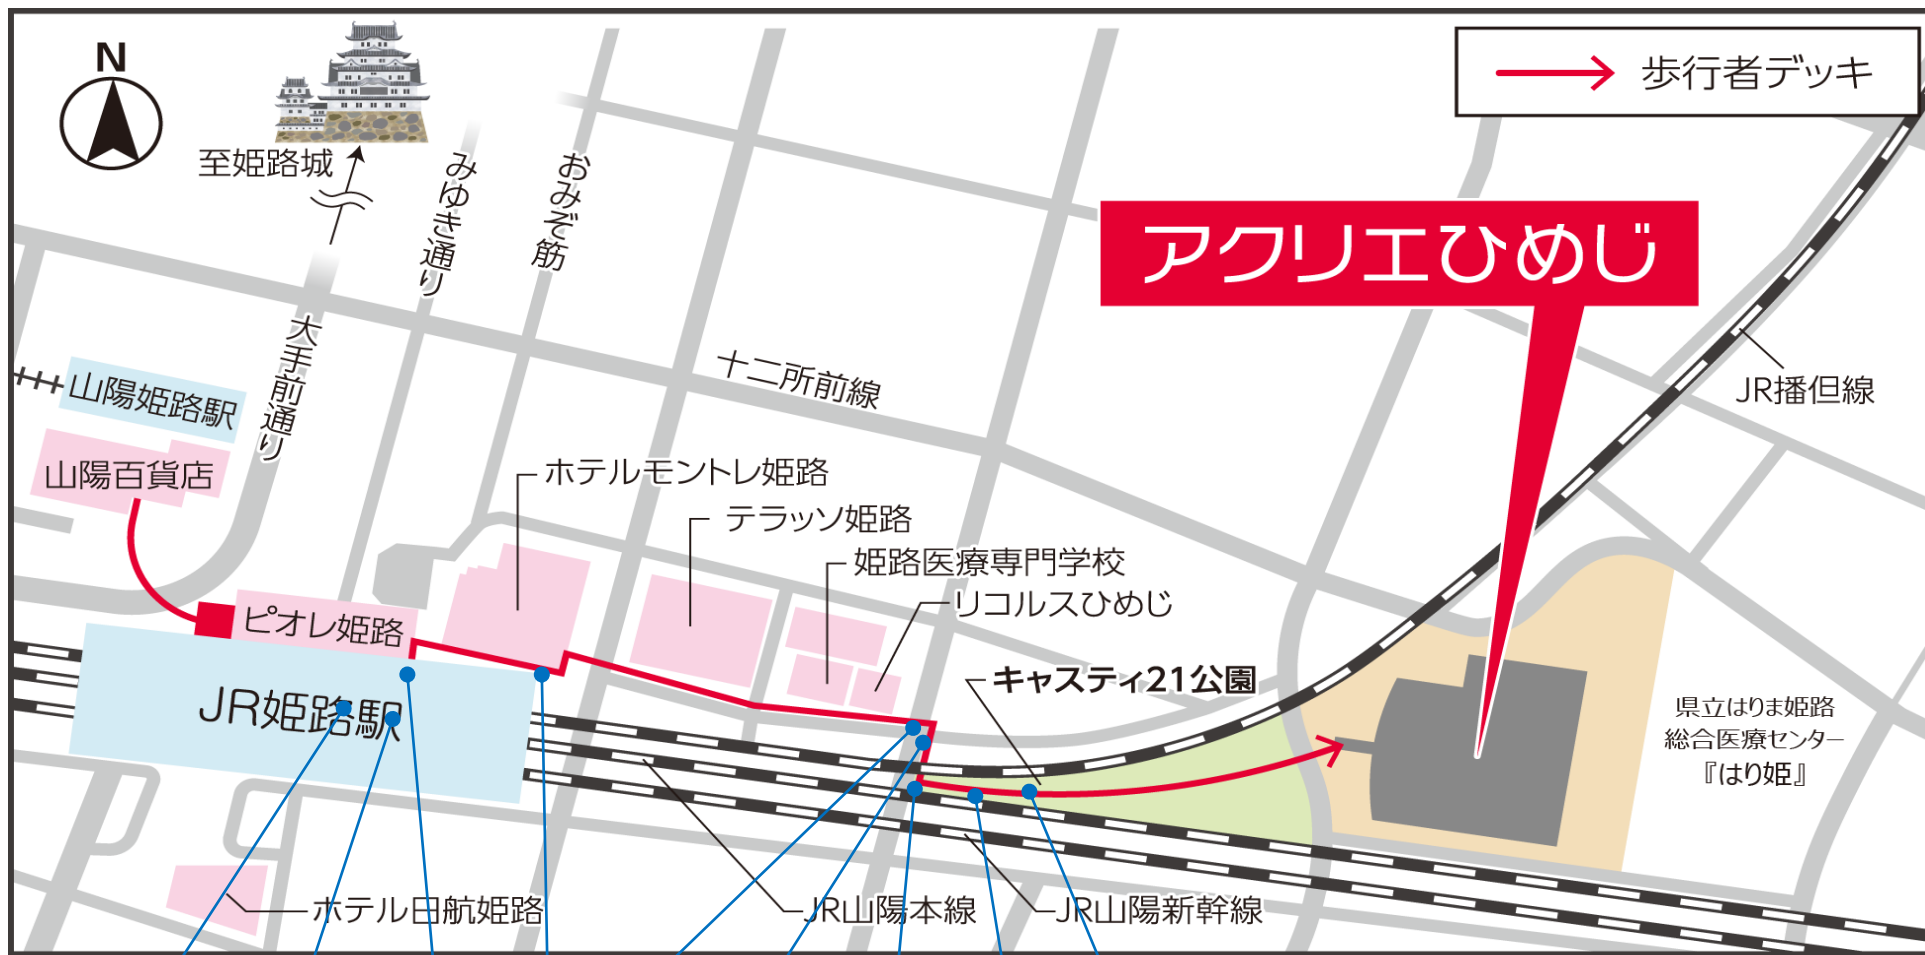 N
歩行者デッキ
至姫路城
みゆき通り
おみぞ筋
アクリエひめじ
大手前通り
十二所前線
JR播但線
山陽姫路駅
山陽百貨店
ホテルモントレ姫路
テラッソ姫路
姫路医療専門学校
リコルスひめじ
ピオレ姫路
キャスティ21公園
JR姫路駅
県立はりま姫路
総合医療センター
『はり姫』
ホテル日航姫路
JR山陽本線
JR山陽新幹線